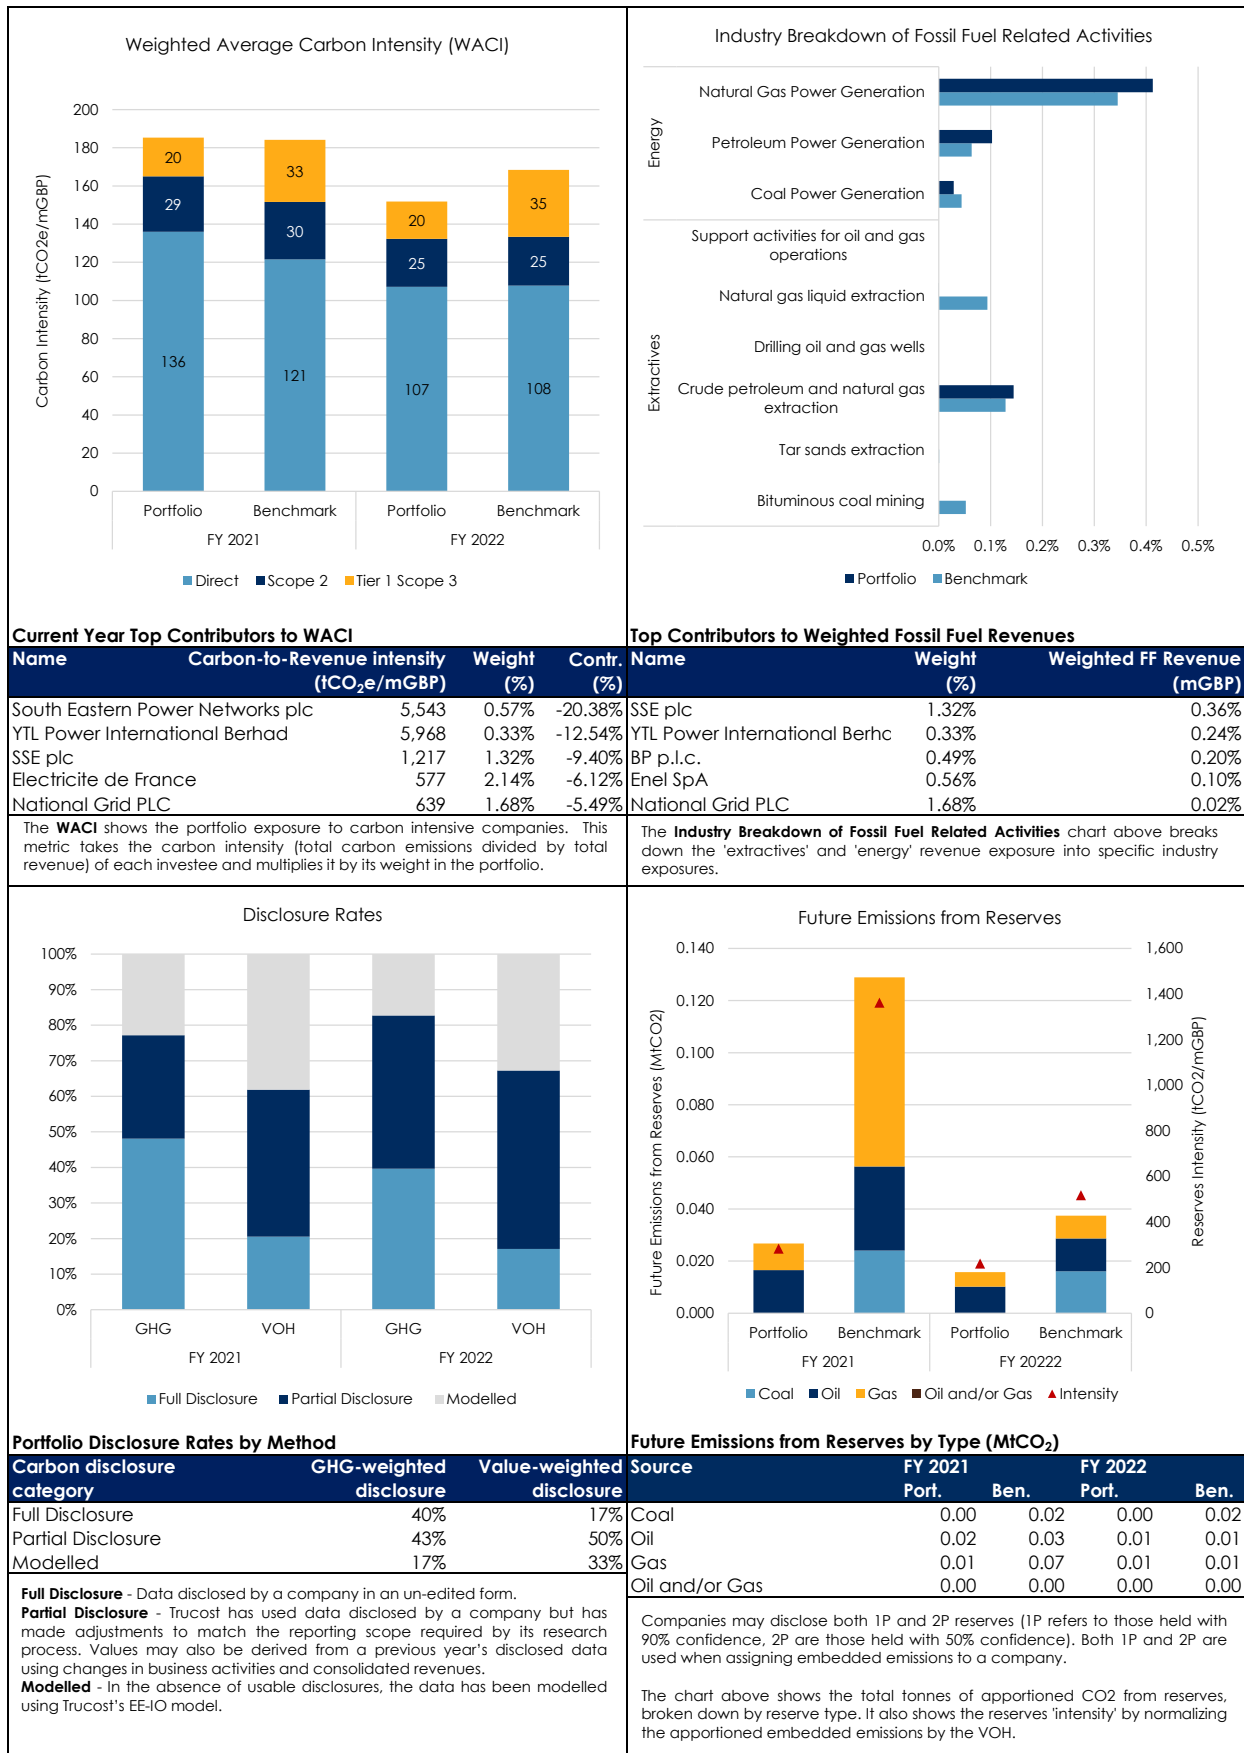 Weighted Average Carbon Intensity (WACI)
Carbon Intensity (tCO2e/mGBP)
200
180
160
140
120
100
80
60
40
20
0
20
29
136
33
30
121
20
25
107
35
25
108
Portfolio
Benchmark
Portfolio
Benchmark
FY 2021
FY 2022
Direct
Scope 2
Tier 1 Scope 3
Industry Breakdown of Fossil Fuel Related Activities
Energy
Natural Gas Power Generation
Petroleum Power Generation
Coal Power Generation
Extractives
Support activities for oil and gas
operations
Natural gas liquid extraction
Drilling oil and gas wells
Crude petroleum and natural gas
extraction
Tar sands extraction
Bituminous coal mining
0.0% 0.1% 0.2% 0.3% 0.4% 0.5%
Portfolio
Benchmark
Current Year Top Contributors to WACI
Name Carbon-to-Revenue intensity Weight Contr.
(tCO2e/mGBP) (%) (%)
South Eastern Power Networks plc 5,543 0.57% -20.38%
YTL Power International Berhad 5,968 0.33% -12.54%
SSE plc 1,217 1.32% -9.40%
Electricite de France 577 2.14% -6.12%
National Grid PLC 639 1.68% -5.49%
The WACI shows the portfolio exposure to carbon intensive companies. This
metric takes the carbon intensity (total carbon emissions divided by total
revenue) of each investee and multiplies it by its weight in the portfolio.
Top Contributors to Weighted Fossil Fuel Revenues
Name Weight Weighted FF Revenue
(%) (mGBP)
SSE plc 1.32% 0.36%
YTL Power International Berhc 0.33% 0.24%
BP p.l.c. 0.49% 0.20%
Enel SpA 0.56% 0.10%
National Grid PLC 1.68% 0.02%
The Industry Breakdown of Fossil Fuel Related Activities chart above breaks
down the 'extractives' and 'energy' revenue exposure into specific industry
exposures.
Disclosure Rates
100%
90%
80%
70%
60%
50%
40%
30%
20%
10%
0%
GHG
VOH
GHG
VOH
FY 2021
FY 2022
Full Disclosure
Partial Disclosure
Modelled
Future Emissions from Reserves
Future Emissions from Reserves (MtCO2)
0.140
0.120
0.100
0.080
0.060
0.040
0.020
0.000
1,600
1,400
1,200
1,000
800
600
400
200
0
Reserves Intensity (tCO2/mGBP)
Portfolio
Benchmark
Portfolio
Benchmark
FY 2021
FY 20222
Coal
Oil
Gas
Oil and/or Gas
Intensity
Portfolio Disclosure Rates by Method
Carbon disclosure GHG-weighted Value-weighted
category disclosure disclosure
Full Disclosure 40% 17%
Partial Disclosure 43% 50%
Modelled 17% 33%
Full Disclosure - Data disclosed by a company in an un-edited form.
Partial Disclosure - Trucost has used data disclosed by a company but has
made adjustments to match the reporting scope required by its research
process. Values may also be derived from a previous year's disclosed data
using changes in business activities and consolidated revenues.
Modelled - In the absence of usable disclosures, the data has been modelled
using Trucost's EE-IO model.
Future Emissions from Reserves by Type (MtCO2)
Source FY 2021 FY 2022
Port. Ben. Port. Ben.
Coal 0.00 0.02 0.00 0.02
Oil 0.02 0.03 0.01 0.01
Gas 0.01 0.07 0.01 0.01
Oil and/or Gas 0.00 0.00 0.00 0.00
Companies may disclose both 1P and 2P reserves (1P refers to those held with
90% confidence, 2P are those held with 50% confidence). Both 1P and 2P are
used when assigning embedded emissions to a company.
The chart above shows the total tonnes of apportioned CO2 from reserves,
broken down by reserve type. It also shows the reserves 'intensity' by normalizing
the apportioned embedded emissions by the VOH.